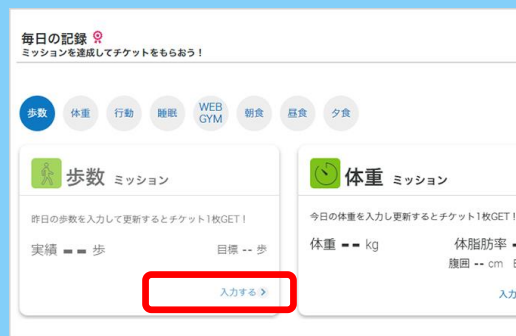 毎日の記録
ミッションを達成してチケットをもらおう！
歩数 体重 行動 睡眠 WEB GYM 朝食 昼食 夕食
歩数 ミッション
昨日の歩数を入力して更新するとチケット1枚GET！
実績 -- 歩 目標 -- 歩
入力する >
体重 ミッション
今日の体重を入力し更新するとチケット1枚GET！
体重 -- kg 体脂肪率
腹囲 -- cm
入力